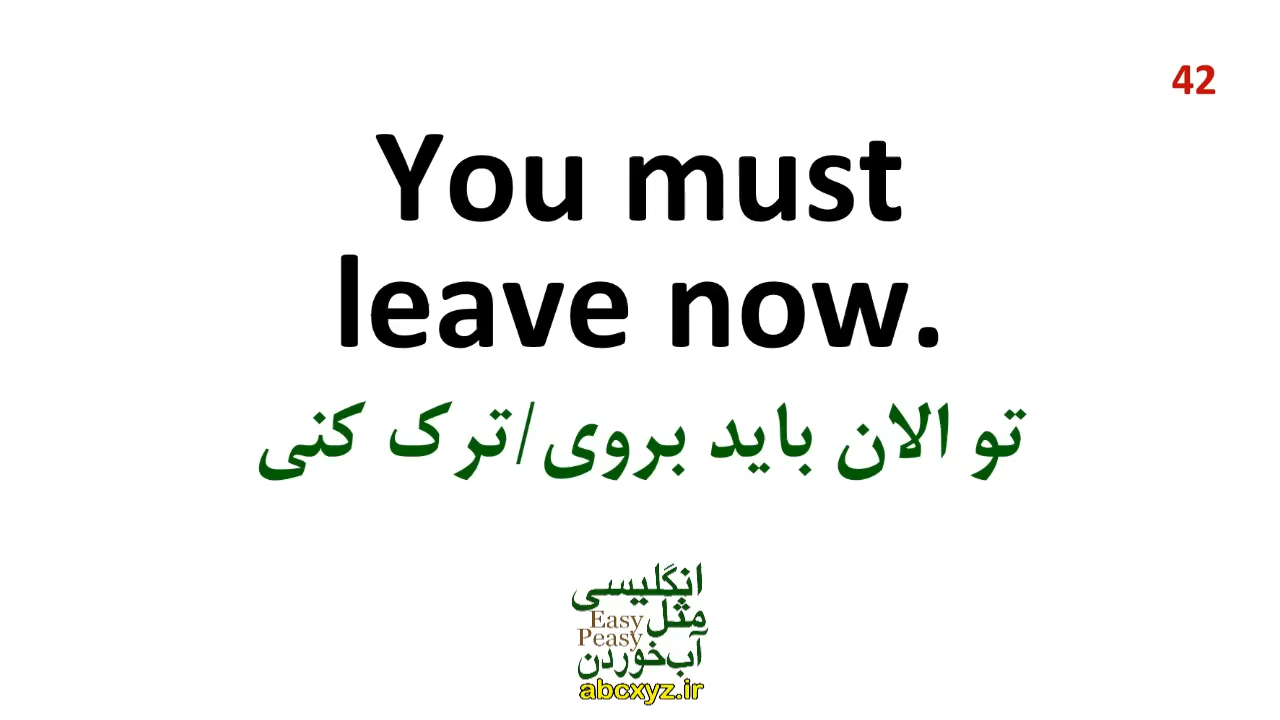 42
You must
leave now.
تو الان باید بروی/ترک کنی
انگلیسی
مثل
Easy
Peasy
آب‌خوردن
abcxyz.ir